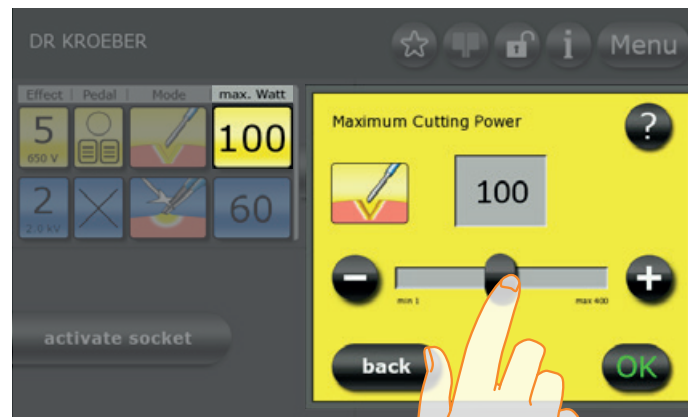 DR KROEBER
i
Menu
Effect | Pedal | Mode
max. Watt
5
650 V
100
2
2.0 kV
60
activate socket
Maximum Cutting Power
?
100
−
+
min 1
max 400
back
OK